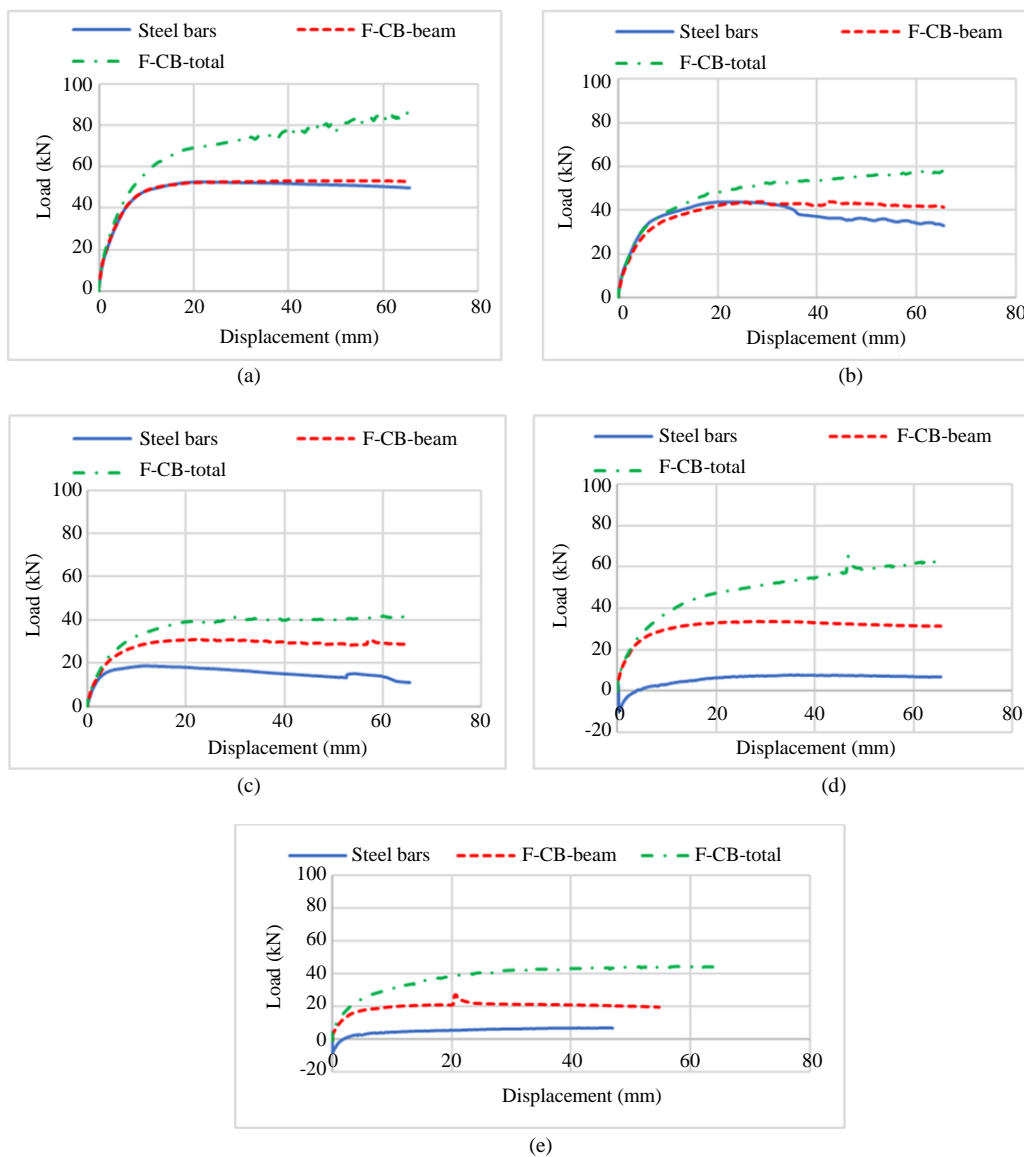 Steel bars F-CB-beam
F-CB-total
100
80
60
40
20
0
0 20 40 60 80
Load (kN)
Displacement (mm)
(a)
Steel bars F-CB-beam
F-CB-total
100
80
60
40
20
0
0 20 40 60 80
Load (kN)
Displacement (mm)
(b)
Steel bars F-CB-beam
F-CB-total
100
80
60
40
20
0
0 20 40 60 80
Load (kN)
Displacement (mm)
(c)
Steel bars F-CB-beam
F-CB-total
100
80
60
40
20
0
-20
0 20 40 60 80
Load (kN)
Displacement (mm)
(d)
Steel bars F-CB-beam F-CB-total
100
80
60
40
20
0
-20
0 20 40 60 80
Load (kN)
Displacement (mm)
(e)